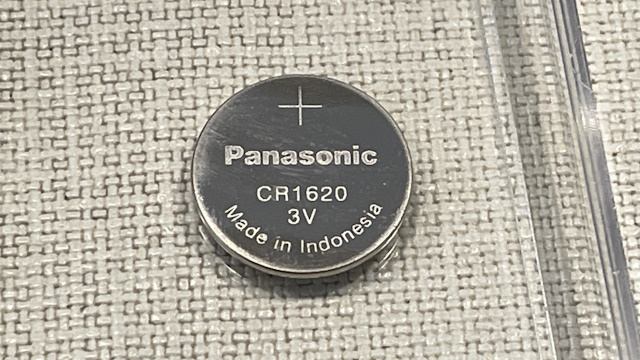 +
Panasonic
CR1620
3V
Made in Indonesia